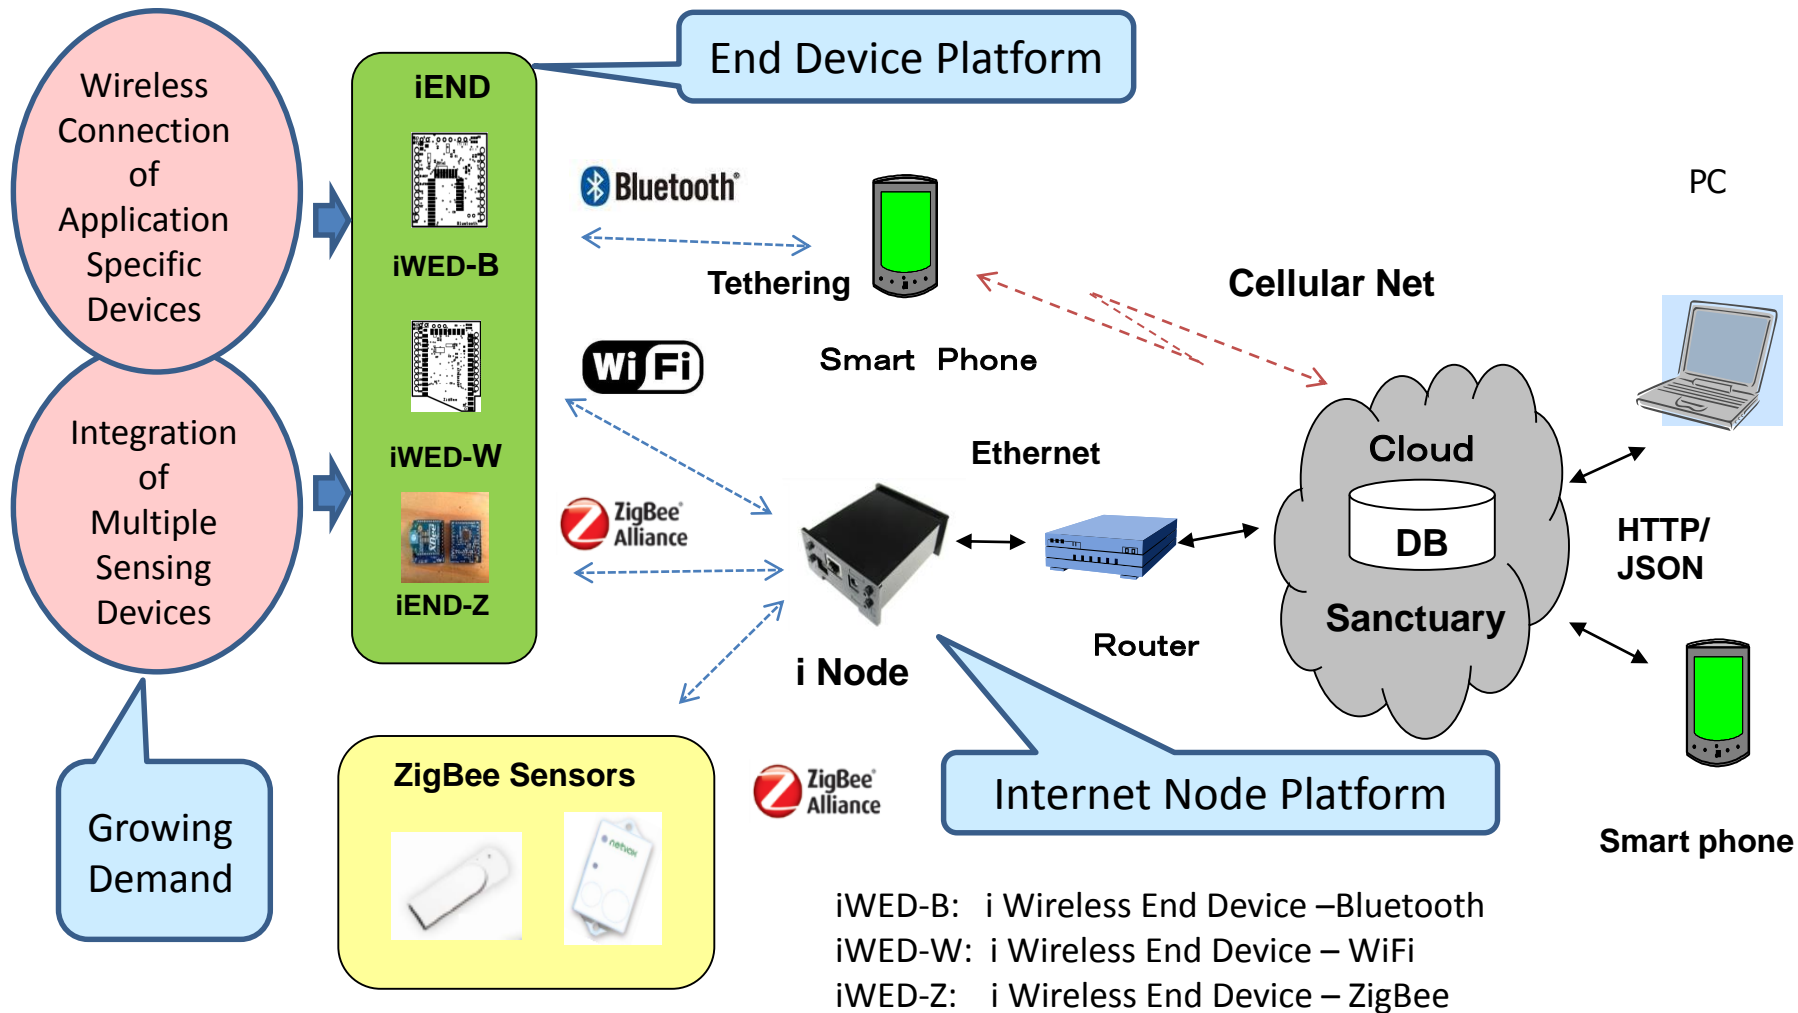 Wireless
Connection
of
Application
Specific
Devices
Integration
of
Multiple
Sensing
Devices
Growing
Demand
iEND
iWED-B
iWED-W
iEND-Z
End Device Platform
Bluetooth®
Tethering
Smart Phone
WiFi
ZigBee®
Alliance
Cellular Net
PC
Ethernet
i Node
Router
Cloud
DB
Sanctuary
HTTP/
JSON
Smart phone
Internet Node Platform
ZigBee Sensors
netvox
ZigBee®
Alliance
iWED-B: i Wireless End Device –Bluetooth
iWED-W: i Wireless End Device – WiFi
iWED-Z: i Wireless End Device – ZigBee